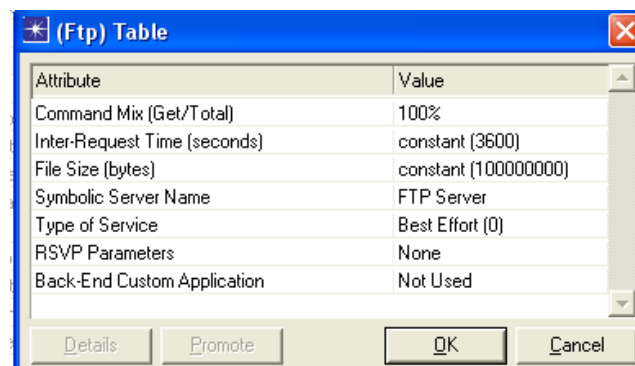 (Ftp) Table
Attribute Value
Command Mix (Get/Total) 100%
Inter-Request Time (seconds) constant (3600)
File Size (bytes) constant (100000000)
Symbolic Server Name FTP Server
Type of Service Best Effort (0)
RSVP Parameters None
Back-End Custom Application Not Used
Details Promote OK Cancel